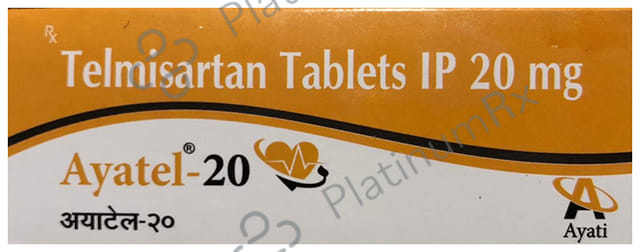 Rx
Telmisartan Tablets IP 20 mg
Ayatel®-20
अयाटेल-२०
Ayati
PlatinumRx